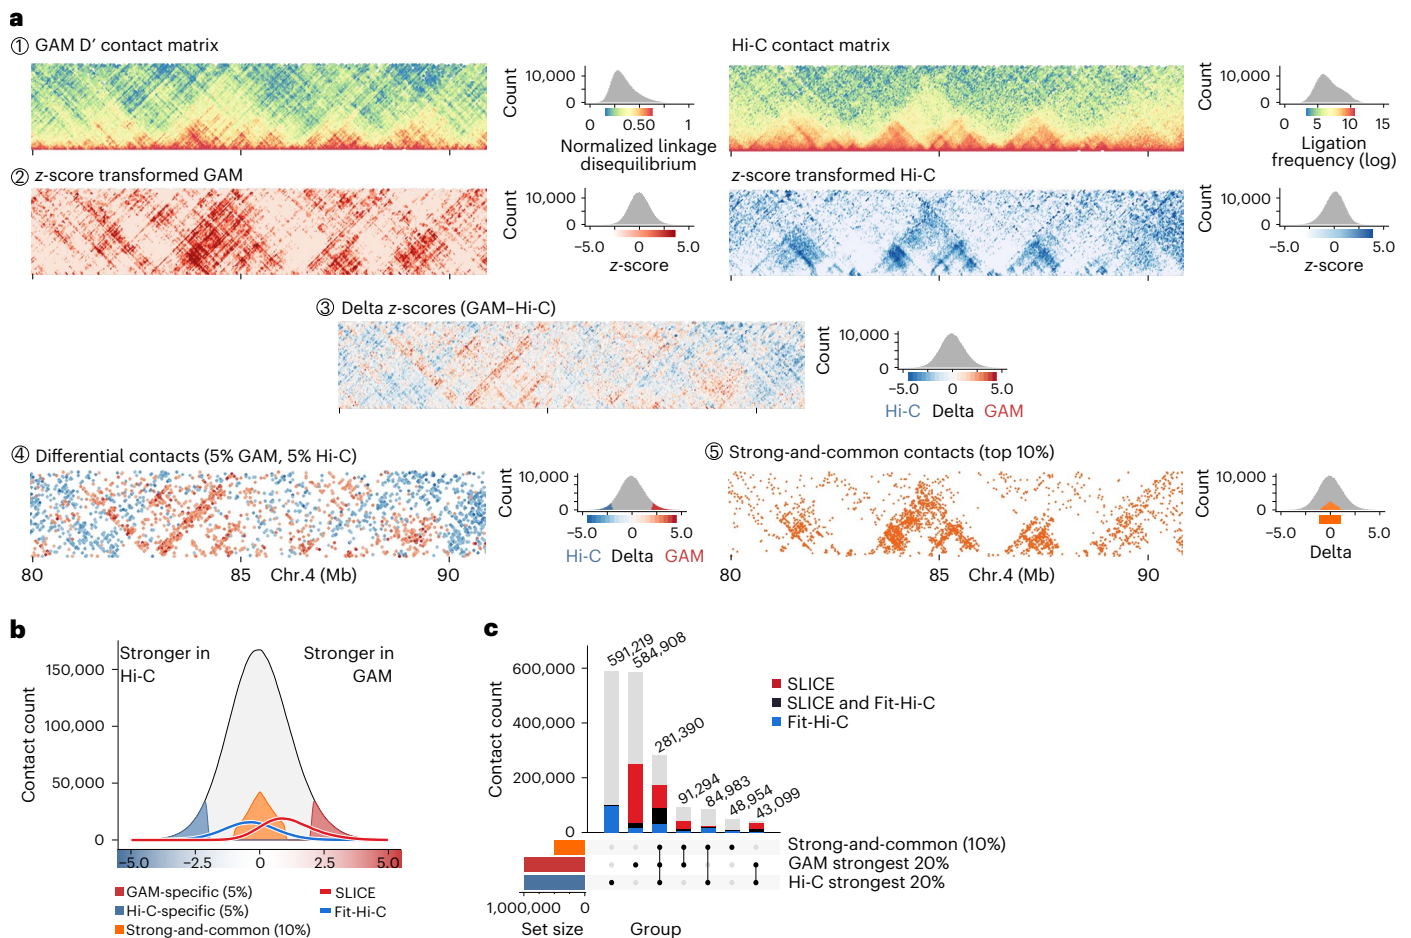 a
① GAM D′ contact matrix
Hi-C contact matrix
Count
10,000
0
0 0.50 1
Normalized linkage
disequilibrium
Count
10,000
0
0 5 10 15
Ligation
frequency (log)
② z-score transformed GAM
z-score transformed Hi-C
Count
10,000
0
−5.0 0 5.0
z-score
Count
10,000
0
−5.0 0 5.0
z-score
③ Delta z-scores (GAM–Hi-C)
Count
10,000
0
−5.0 0 5.0
Hi-C Delta GAM
④ Differential contacts (5% GAM, 5% Hi-C)
80 85 Chr.4 (Mb) 90
Count
10,000
0
−5.0 0 5.0
Hi-C Delta GAM
⑤ Strong-and-common contacts (top 10%)
80 85 Chr.4 (Mb) 90
Count
10,000
0
−5.0 0 5.0
Delta
b
Stronger in
Hi-C
Stronger in
GAM
Contact count
150,000
100,000
50,000
0
−5.0 −2.5 0 2.5 5.0
GAM-specific (5%)
Hi-C-specific (5%)
Strong-and-common (10%)
SLICE
Fit-Hi-C
c
Contact count
600,000
400,000
200,000
0
591,219
584,908
281,390
91,294
84,983
48,954
43,099
SLICE
SLICE and Fit-Hi-C
Fit-Hi-C
Strong-and-common (10%)
GAM strongest 20%
Hi-C strongest 20%
1,000,000 0
Set size
Group